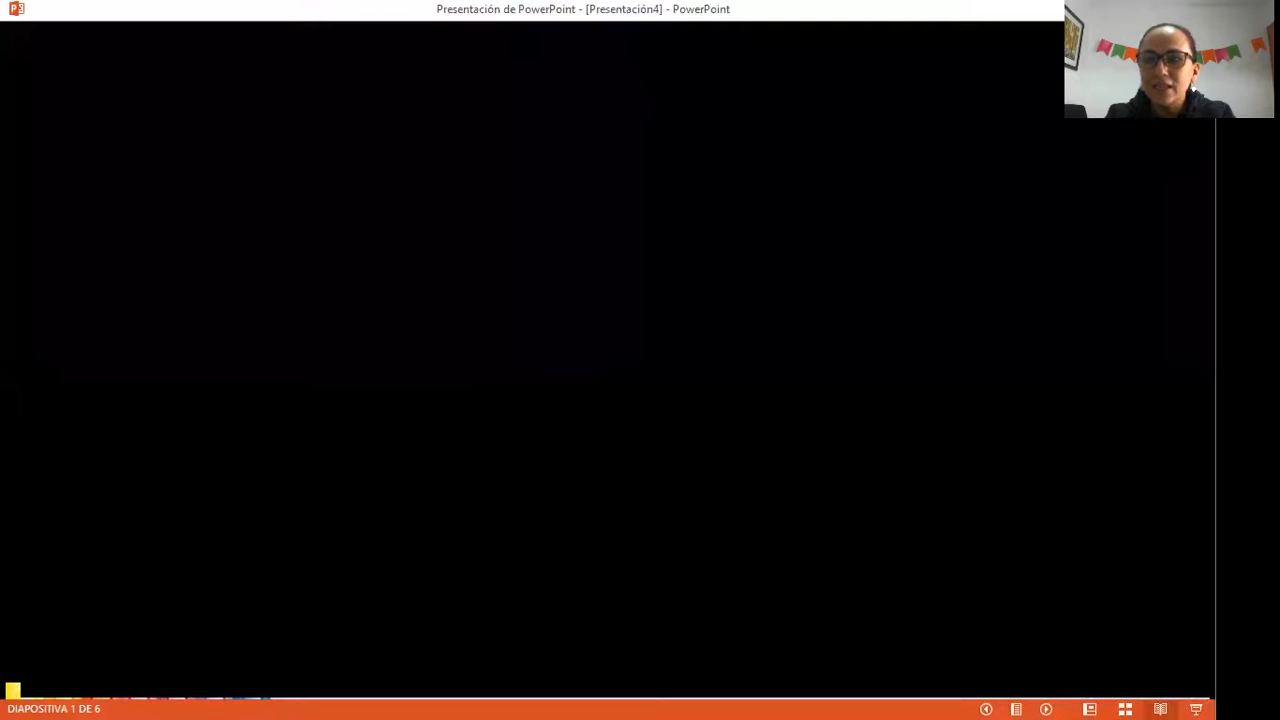 Presentación de PowerPoint - [Presentación4] - PowerPoint
DIAPOSITIVA 1 DE 6